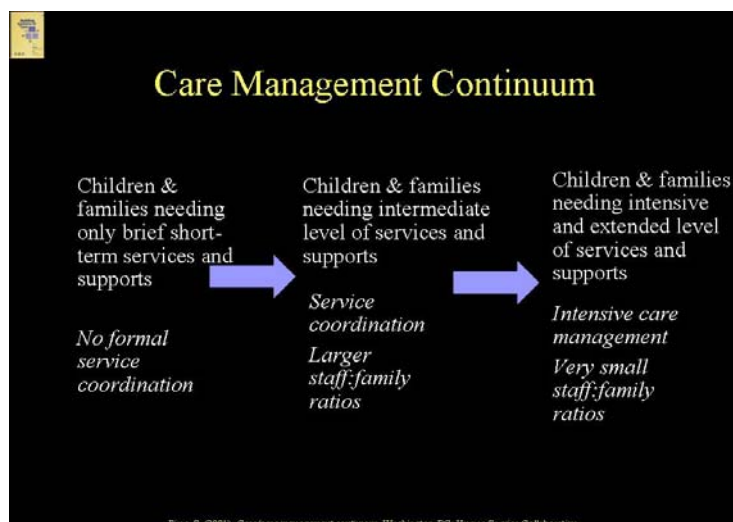 Care Management Continuum
Children &
families needing
only brief short-
term services and
supports
No formal
service
coordination
Children & families
needing intermediate
level of services and
supports
Service
coordination
Larger
staff:family
ratios
Children & families
needing intensive
and extended level
of services and
supports
Intensive care
management
Very small
staff:family
ratios